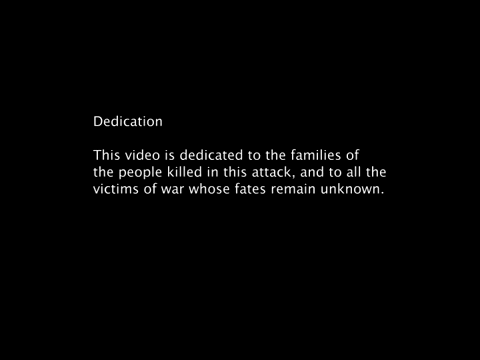 Dedication
This video is dedicated to the families of
the people killed in this attack, and to all the
victims of war whose fates remain unknown.